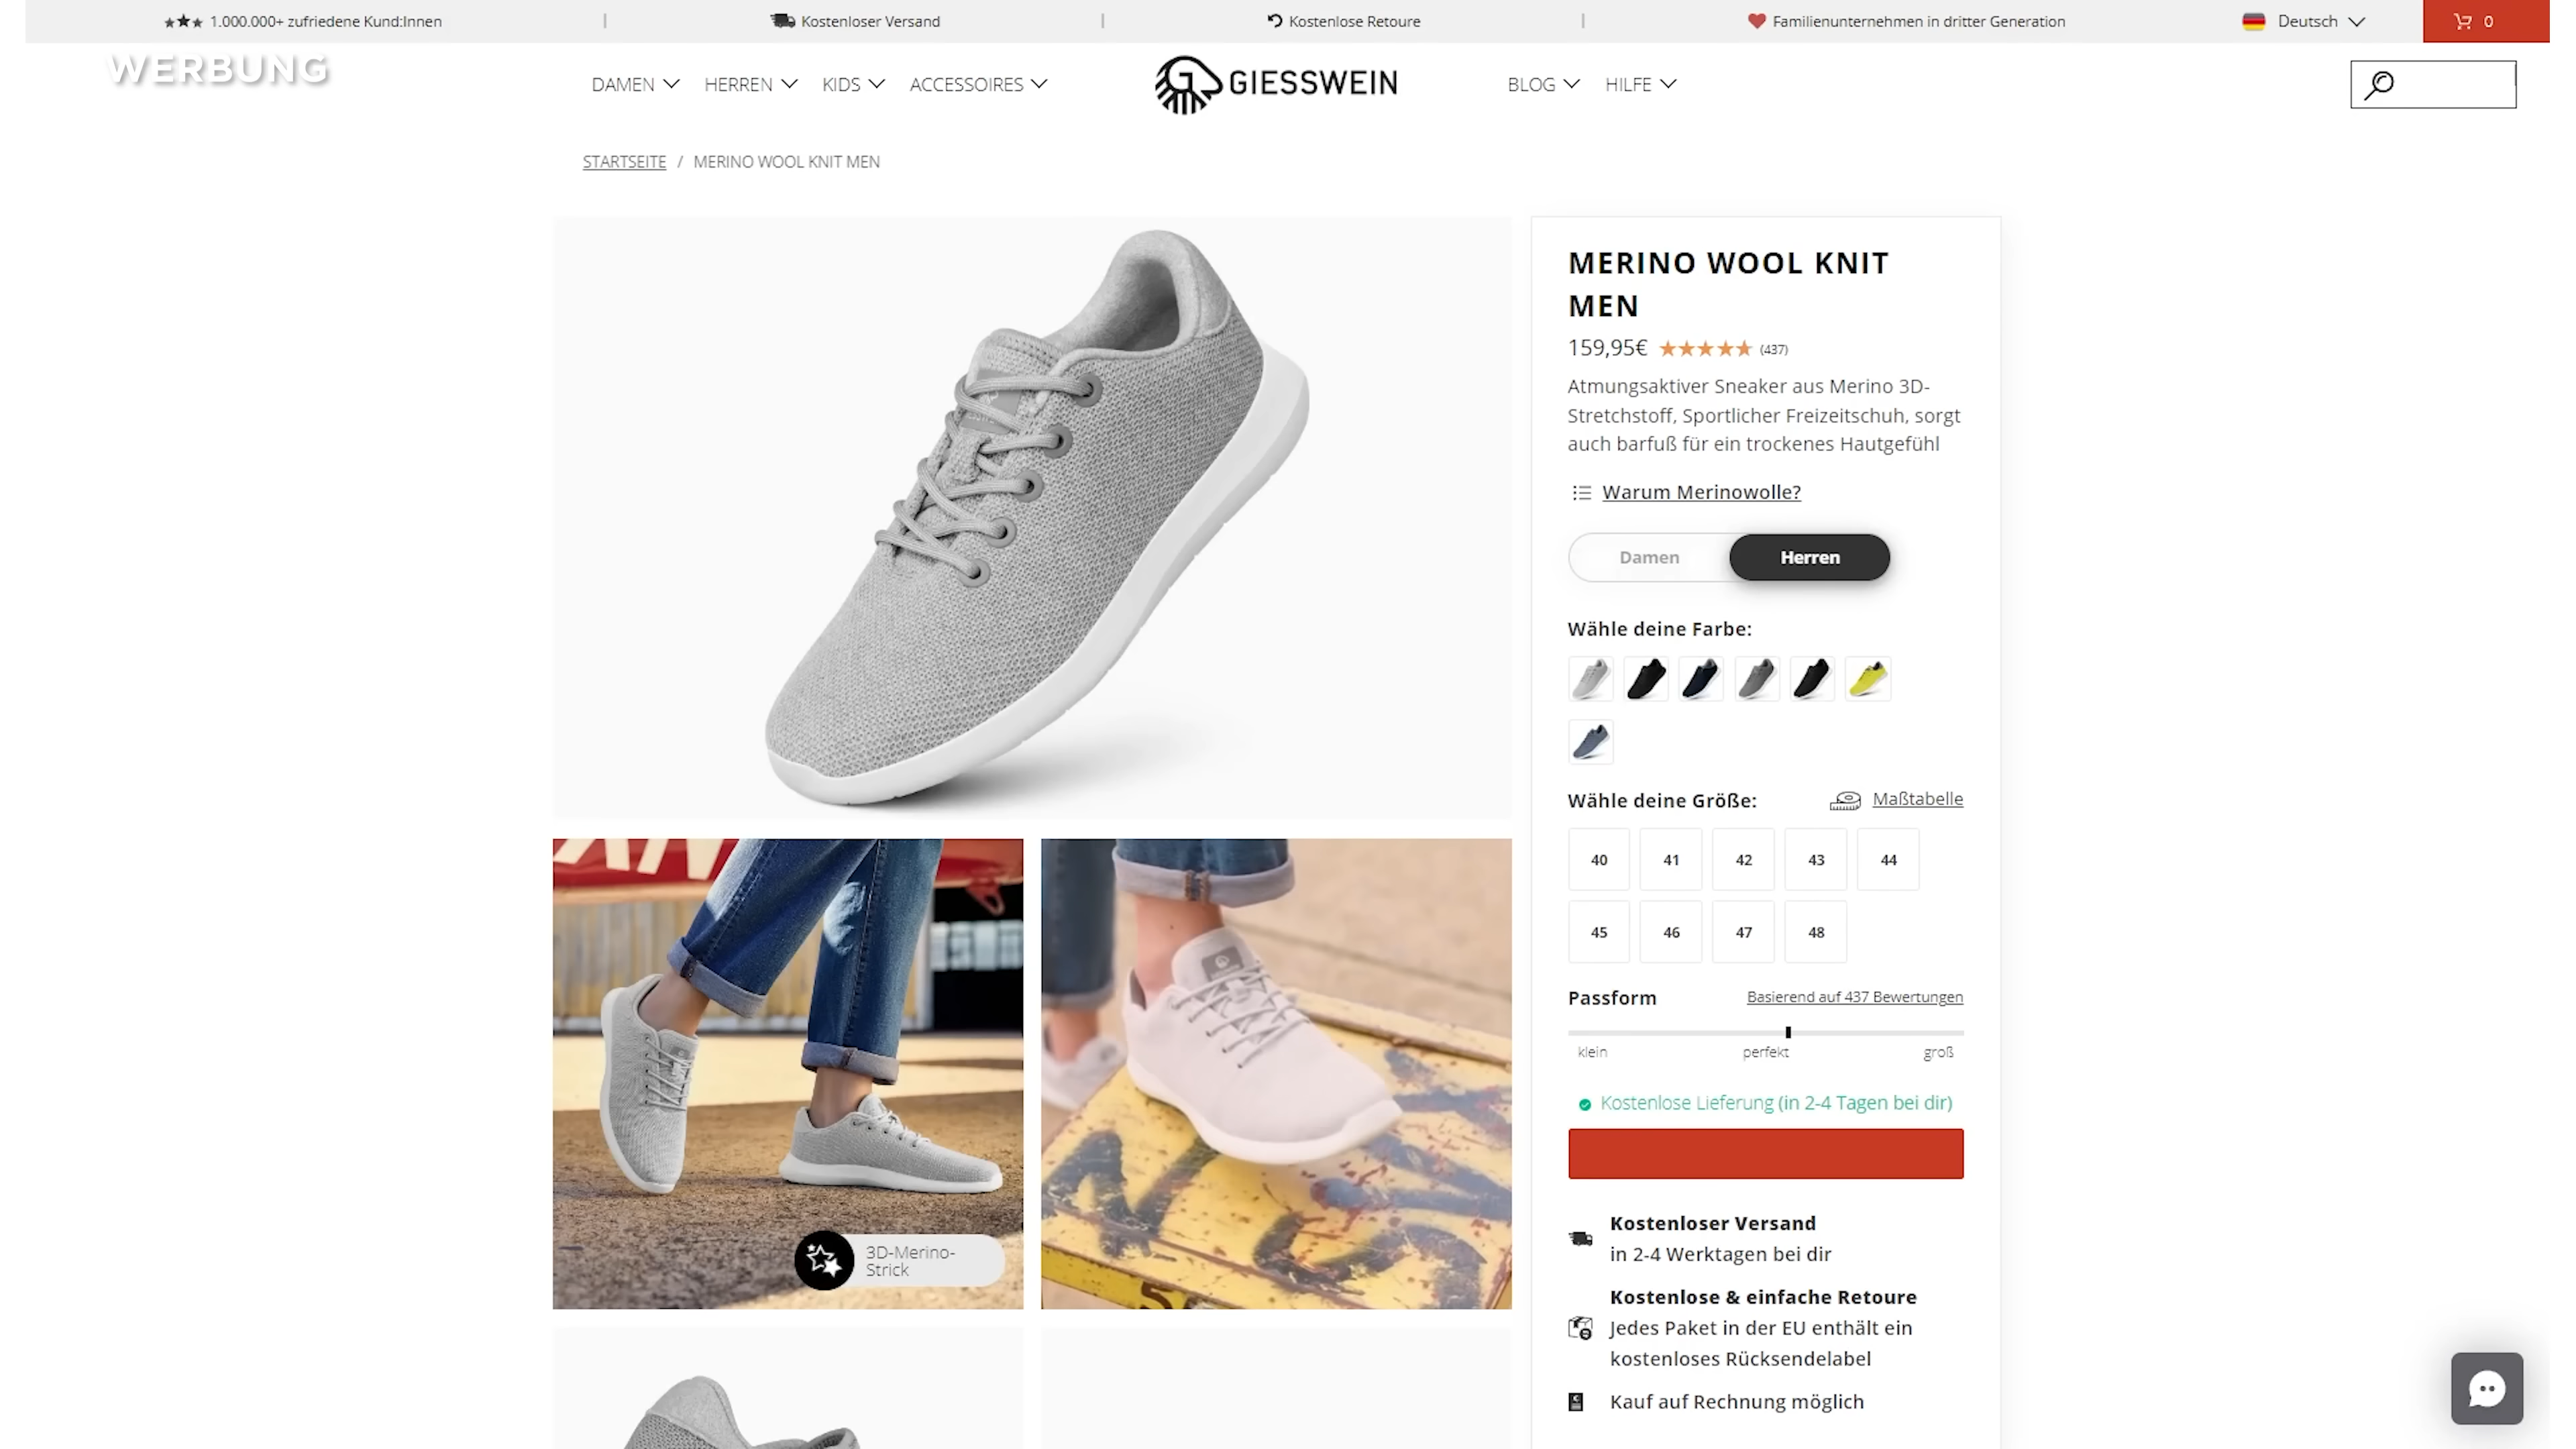 1.000.000+ zufriedene Kund:Innen | Kostenloser Versand | Kostenlose Retoure | Familienunternehmen in dritter Generation Deutsch 0
WERBUNG
DAMEN HERREN KIDS ACCESSOIRES GIESSWEIN BLOG HILFE
STARTSEITE / MERINO WOOL KNIT MEN
MERINO WOOL KNIT
MEN
159,95€ (437)
Atmungsaktiver Sneaker aus Merino 3D-
Stretchstoff, Sportlicher Freizeitschuh, sorgt
auch barfuß für ein trockenes Hautgefühl
Warum Merinowolle?
Damen Herren
Wähle deine Farbe:
Wähle deine Größe: Maßtabelle
40 41 42 43 44
45 46 47 48
Passform Basierend auf 437 Bewertungen
klein perfekt groß
Kostenlose Lieferung (in 2-4 Tagen bei dir)
Kostenloser Versand
in 2-4 Werktagen bei dir
Kostenlose & einfache Retoure
Jedes Paket in der EU enthält ein
kostenloses Rücksendelabel
Kauf auf Rechnung möglich
3D-Merino-
Strick